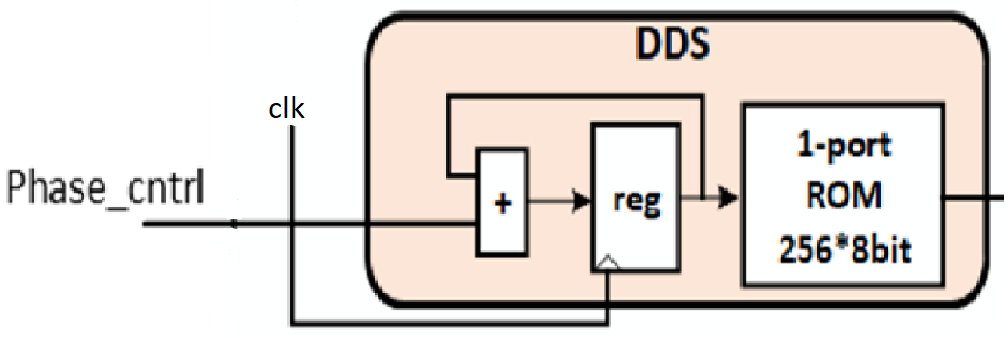 DDS
clk
Phase_cntrl
+
reg
1-port
ROM
256*8bit